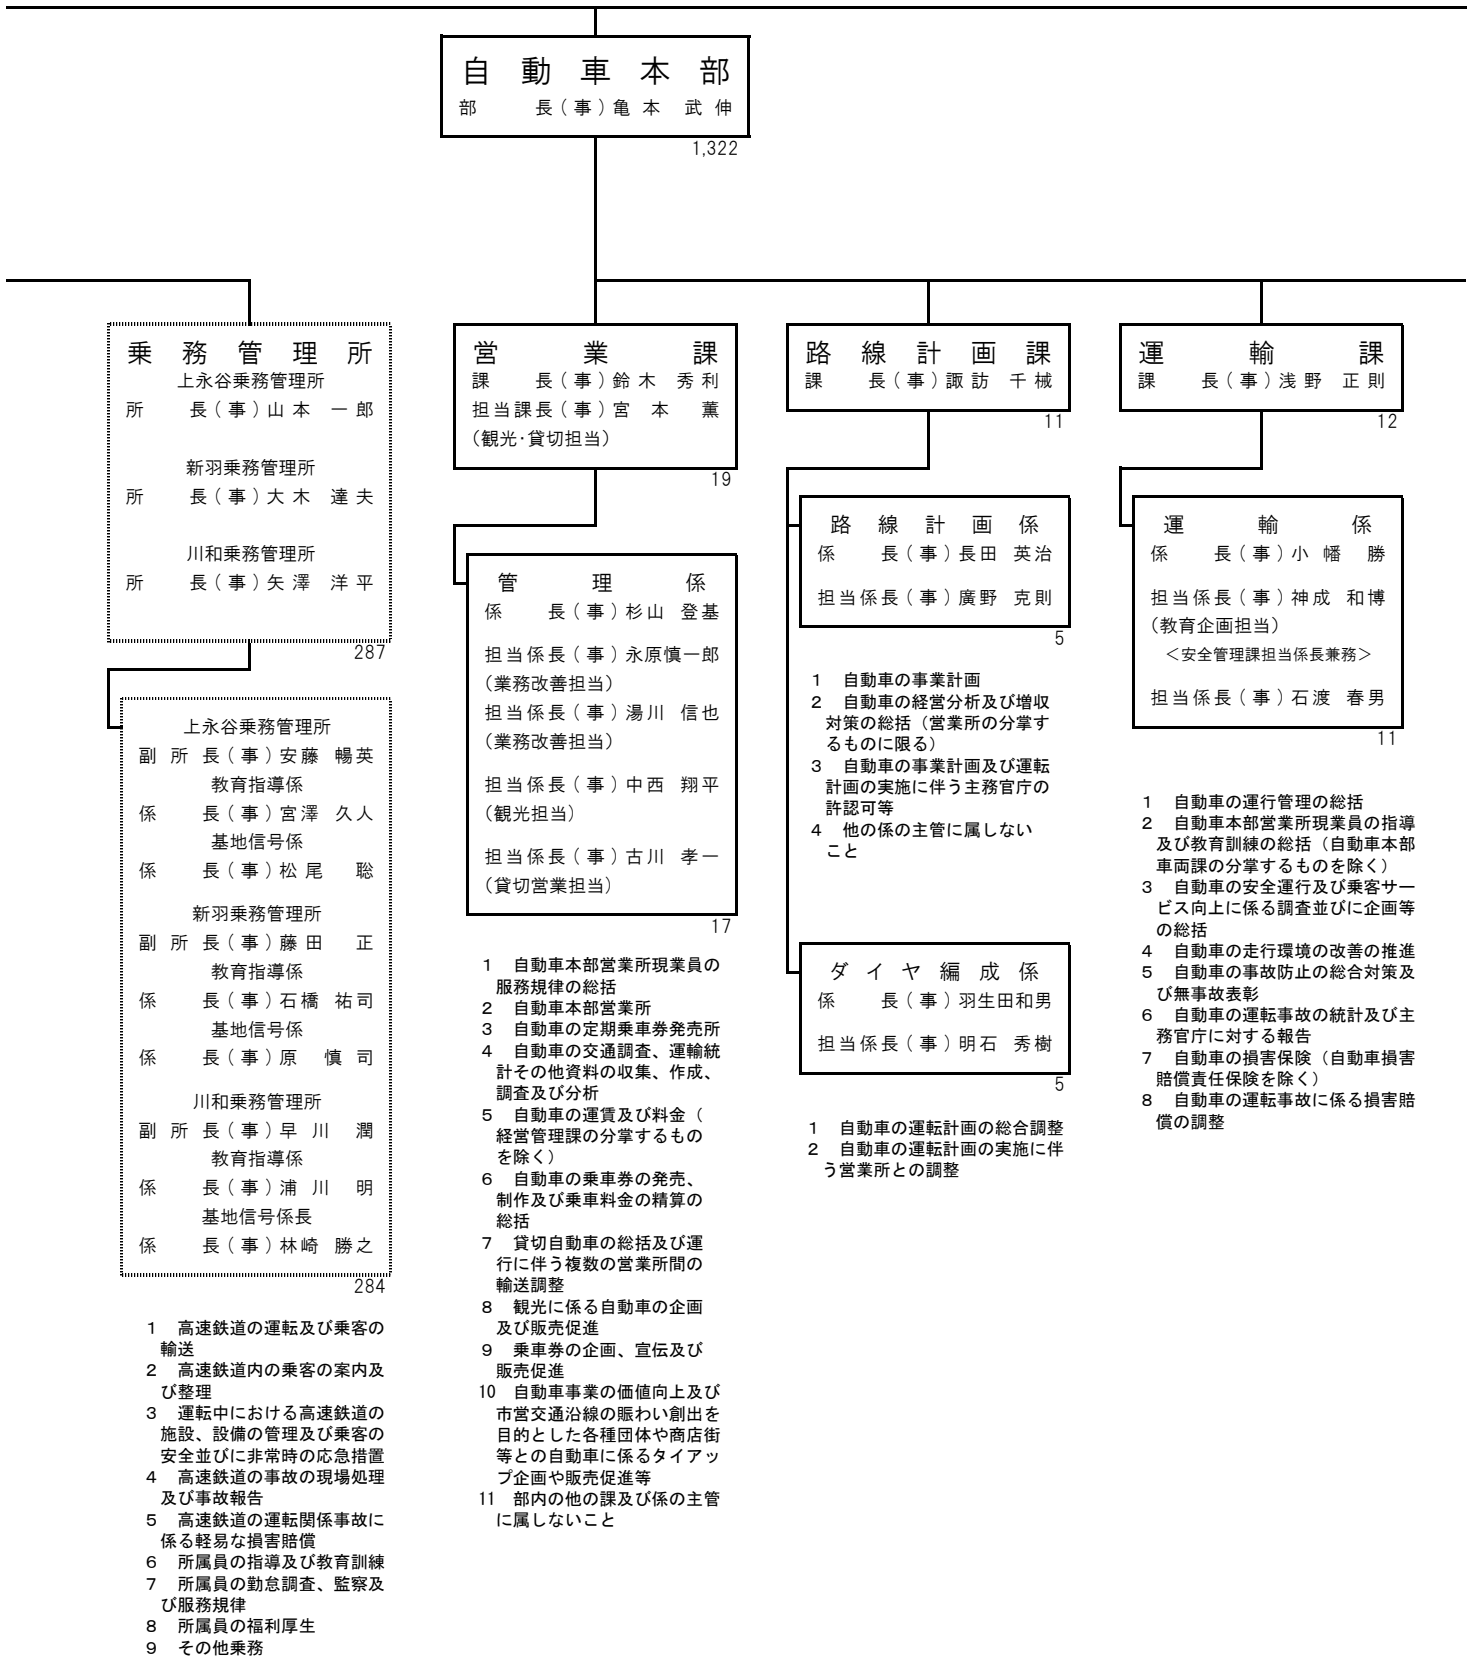 自動車本部
部長(事)亀本 武伸
1,322
乗務管理所
上永谷乗務管理所
所長(事)山本 一郎
新羽乗務管理所
所長(事)大木 達夫
川和乗務管理所
所長(事)矢澤 洋平
287
上永谷乗務管理所
副所長(事)安藤 暢英
教育指導係
係長(事)宮澤 久人
基地信号係
係長(事)松尾 聡
新羽乗務管理所
副所長(事)藤田 正
教育指導係
係長(事)石橋 祐司
基地信号係
係長(事)原 慎司
川和乗務管理所
副所長(事)早川 潤
教育指導係
係長(事)浦川 明
基地信号係長
係長(事)林崎 勝之
284
1 高速鉄道の運転及び乗客の
輸送
2 高速鉄道内の乗客の案内及
び整理
3 運転中における高速鉄道の
施設、設備の管理及び乗客の
安全並びに非常時の応急措置
4 高速鉄道の事故の現場処理
及び事故報告
5 高速鉄道の運転関係事故に
係る軽易な損害賠償
6 所属員の指導及び教育訓練
7 所属員の勤怠調査、監察及
び服務規律
8 所属員の福利厚生
9 その他乗務
営業課
課長(事)鈴木 秀利
担当課長(事)宮本 薫
(観光・貸切担当)
19
管理係
係長(事)杉山 登基
担当係長(事)永原慎一郎
(業務改善担当)
担当係長(事)湯川 信也
(業務改善担当)
担当係長(事)中西 翔平
(観光担当)
担当係長(事)古川 孝一
(貸切営業担当)
17
1 自動車本部営業所現業員の
服務規律の総括
2 自動車本部営業所
3 自動車の定期乗車券発売所
4 自動車の交通調査、運輸統
計その他資料の収集、作成、
調査及び分析
5 自動車の運賃及び料金(
経営管理課の分掌するもの
を除く)
6 自動車の乗車券の発売、
制作及び乗車料金の精算の
総括
7 貸切自動車の総括及び運
行に伴う複数の営業所間の
輸送調整
8 観光に係る自動車の企画
及び販売促進
9 乗車券の企画、宣伝及び
販売促進
10 自動車事業の価値向上及び
市営交通沿線の賑わい創出を
目的とした各種団体や商店街
等との自動車に係るタイアッ
プ企画や販売促進等
11 部内の他の課及び係の主管
に属しないこと
路線計画課
課長(事)諏訪 千械
11
路線計画係
係長(事)長田 英治
担当係長(事)廣野 克則
5
1 自動車の事業計画
2 自動車の経営分析及び増収
対策の総括(営業所の分掌す
るものに限る)
3 自動車の事業計画及び運転
計画の実施に伴う主務官庁の
許認可等
4 他の係の主管に属しない
こと
ダイヤ編成係
係長(事)羽生田和男
担当係長(事)明石 秀樹
5
1 自動車の運転計画の総合調整
2 自動車の運転計画の実施に伴
う営業所との調整
運輸課
課長(事)浅野 正則
12
運輸係
係長(事)小幡 勝
担当係長(事)神成 和博
(教育企画担当)
<安全管理課担当係長兼務>
担当係長(事)石渡 春男
11
1 自動車の運行管理の総括
2 自動車本部営業所現業員の指導
及び教育訓練の総括(自動車本部
車両課の分掌するものを除く)
3 自動車の安全運行及び乗客サー
ビス向上に係る調査並びに企画等
の総括
4 自動車の走行環境の改善の推進
5 自動車の事故防止の総合対策及
び無事故表彰
6 自動車の運転事故の統計及び主
務官庁に対する報告
7 自動車の損害保険(自動車損害
賠償責任保険を除く)
8 自動車の運転事故に係る損害賠
償の調整